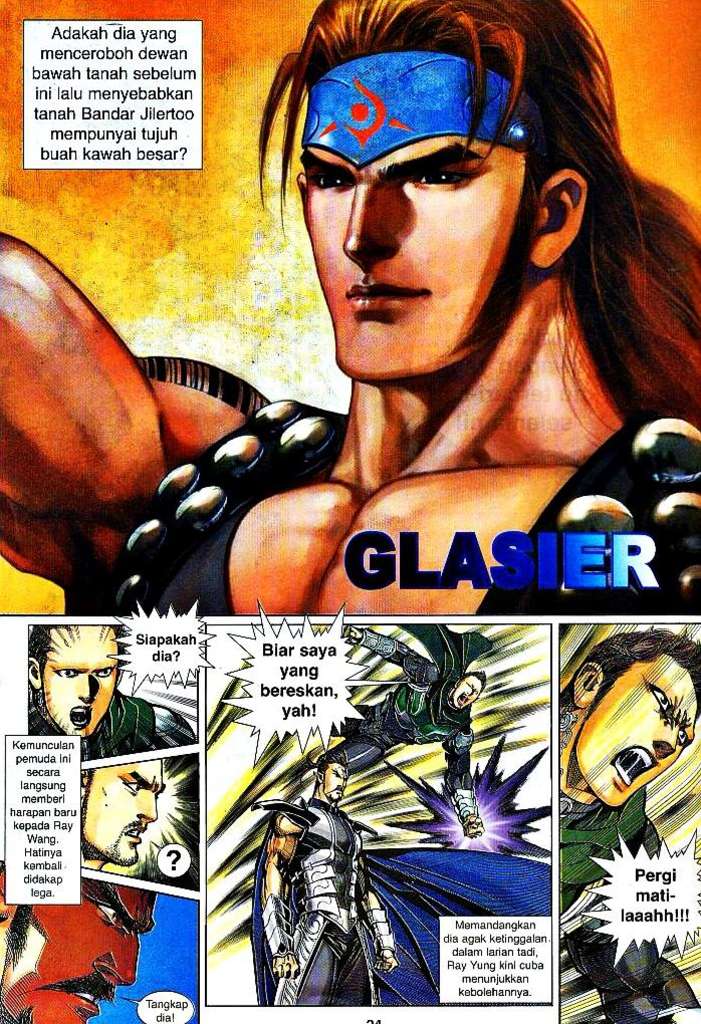 Adakah dia yang
menceroboh dewan
bawah tanah sebelum
ini lalu menyebabkan
tanah Bandar Jilertoo
mempunyai tujuh
buah kawah besar?
GLASIER
Siapakah
dia?
Kemunculan
pemuda ini
secara
langsung
memberi
harapan baru
kepada Ray
Wang.
Hatinya
kembali
didakap
lega.
?
Tangkap
dia!
Biar saya
yang
bereskan,
yah!
Memandangkan
dia agak ketinggalan
dalam larian tadi,
Ray Yung kini cuba
menunjukkan
kebolehannya.
Pergi
mati-
laaahh!!!